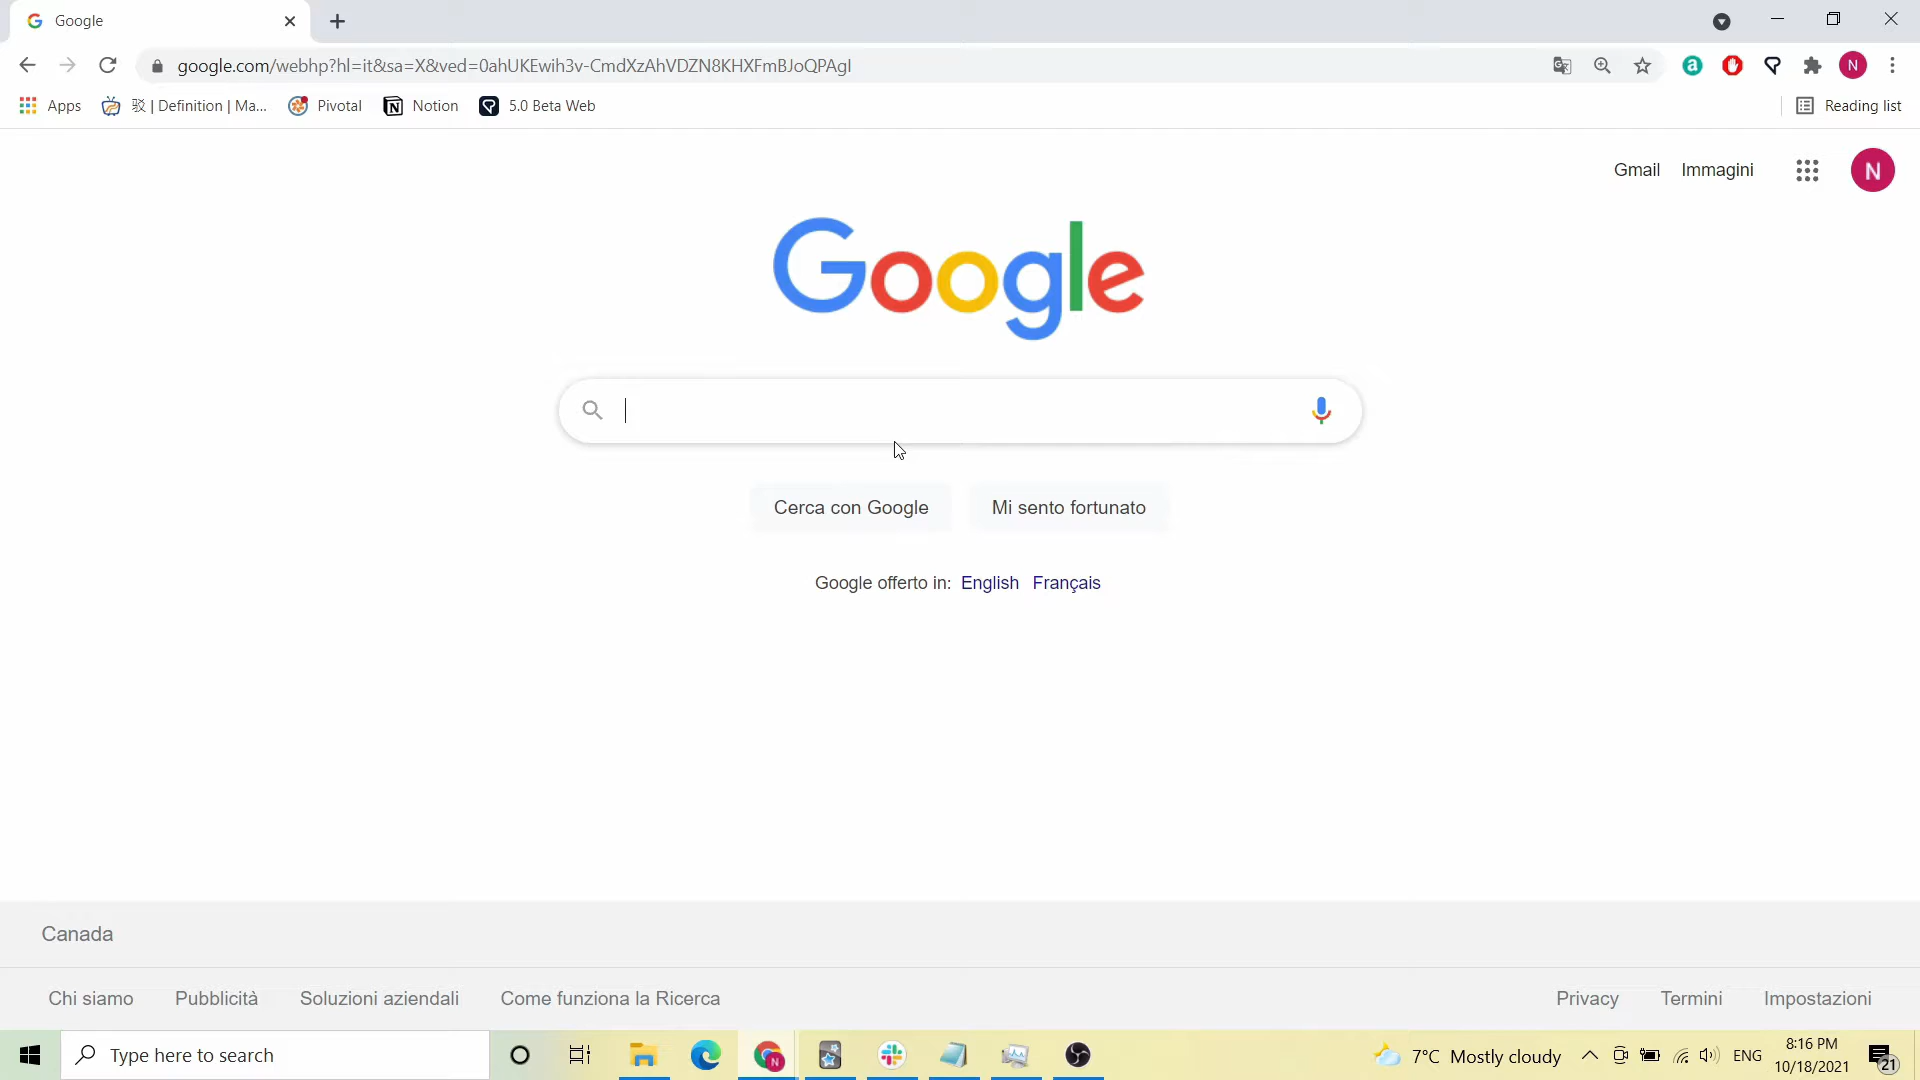 Google
google.com/webhp?hl=it&sa=X&ved=0ahUKEwih3v-CmdXzAhVDZN8KHXFmBJoQPAgI
N
Apps
| Definition | Ma...
Pivotal
Notion
5.0 Beta Web
Reading list
Gmail Immagini
N
Google
Cerca con Google Mi sento fortunato
Google offerto in: English Français
Canada
Chi siamo Pubblicità Soluzioni aziendali Come funziona la Ricerca Privacy Termini Impostazioni
Type here to search
7°C Mostly cloudy
ENG
8:16 PM
10/18/2021
21